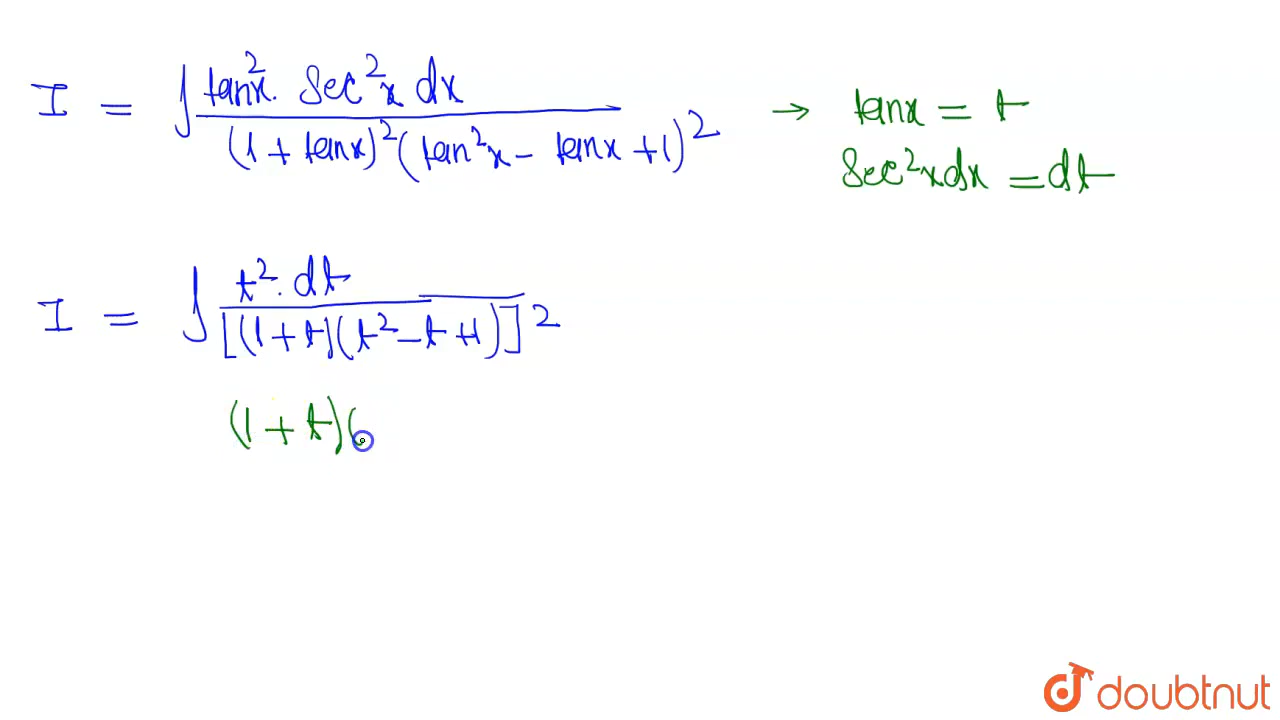 I = ∫ tan²x. Sec²x dx / (1 + tanx)² (tan²x - tanx + 1)² → tanx = t
Sec²x dx = dt
I = ∫ t². dt / [(1 + t)(t² - t + 1)]²
(1 + t)(
doubtnut